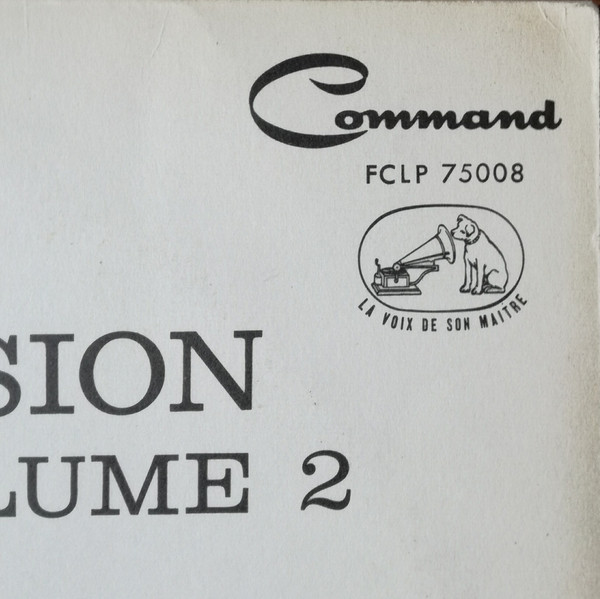 Command
FCLP 75008
LA VOIX DE SON MAITRE
SION
LUME 2